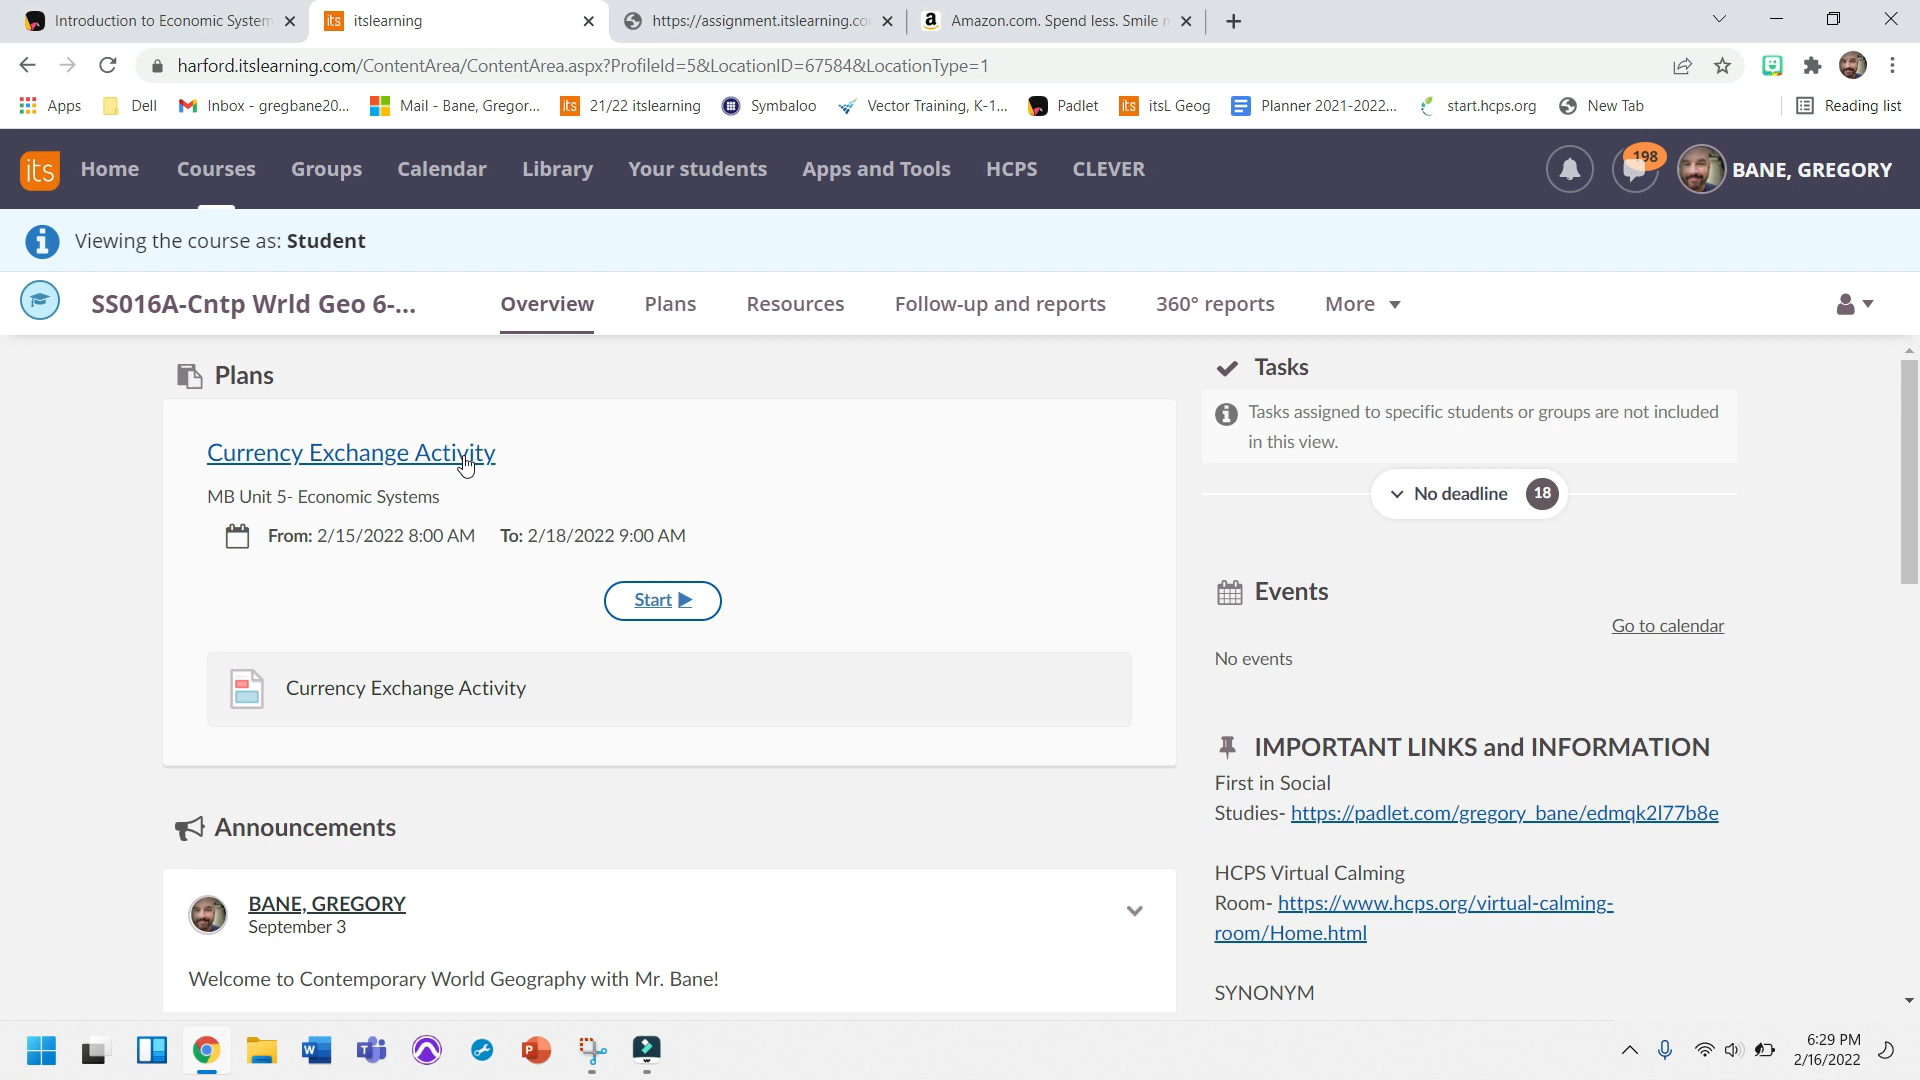 Introduction to Economic System
itslearning
https://assignment.itslearning.co
Amazon.com. Spend less. Smile m
harford.itslearning.com/ContentArea/ContentArea.aspx?ProfileId=5&LocationID=67584&LocationType=1
Apps
Dell
Inbox - gregbane20...
Mail - Bane, Gregor...
its 21/22 itslearning
Symbaloo
Vector Training, K-1...
Padlet
its itsL Geog
Planner 2021-2022...
start.hcps.org
New Tab
Reading list
its
Home
Courses
Groups
Calendar
Library
Your students
Apps and Tools
HCPS
CLEVER
198
BANE, GREGORY
Viewing the course as: Student
SS016A-Cntp Wrld Geo 6-...
Overview
Plans
Resources
Follow-up and reports
360° reports
More
Plans
Currency Exchange Activity
MB Unit 5- Economic Systems
From: 2/15/2022 8:00 AM To: 2/18/2022 9:00 AM
Start
Currency Exchange Activity
Announcements
BANE, GREGORY
September 3
Welcome to Contemporary World Geography with Mr. Bane!
Tasks
Tasks assigned to specific students or groups are not included
in this view.
No deadline 18
Events
Go to calendar
No events
IMPORTANT LINKS and INFORMATION
First in Social
Studies- https://padlet.com/gregory_bane/edmqk2l77b8e
HCPS Virtual Calming
Room- https://www.hcps.org/virtual-calming-
room/Home.html
SYNONYM
6:29 PM
2/16/2022